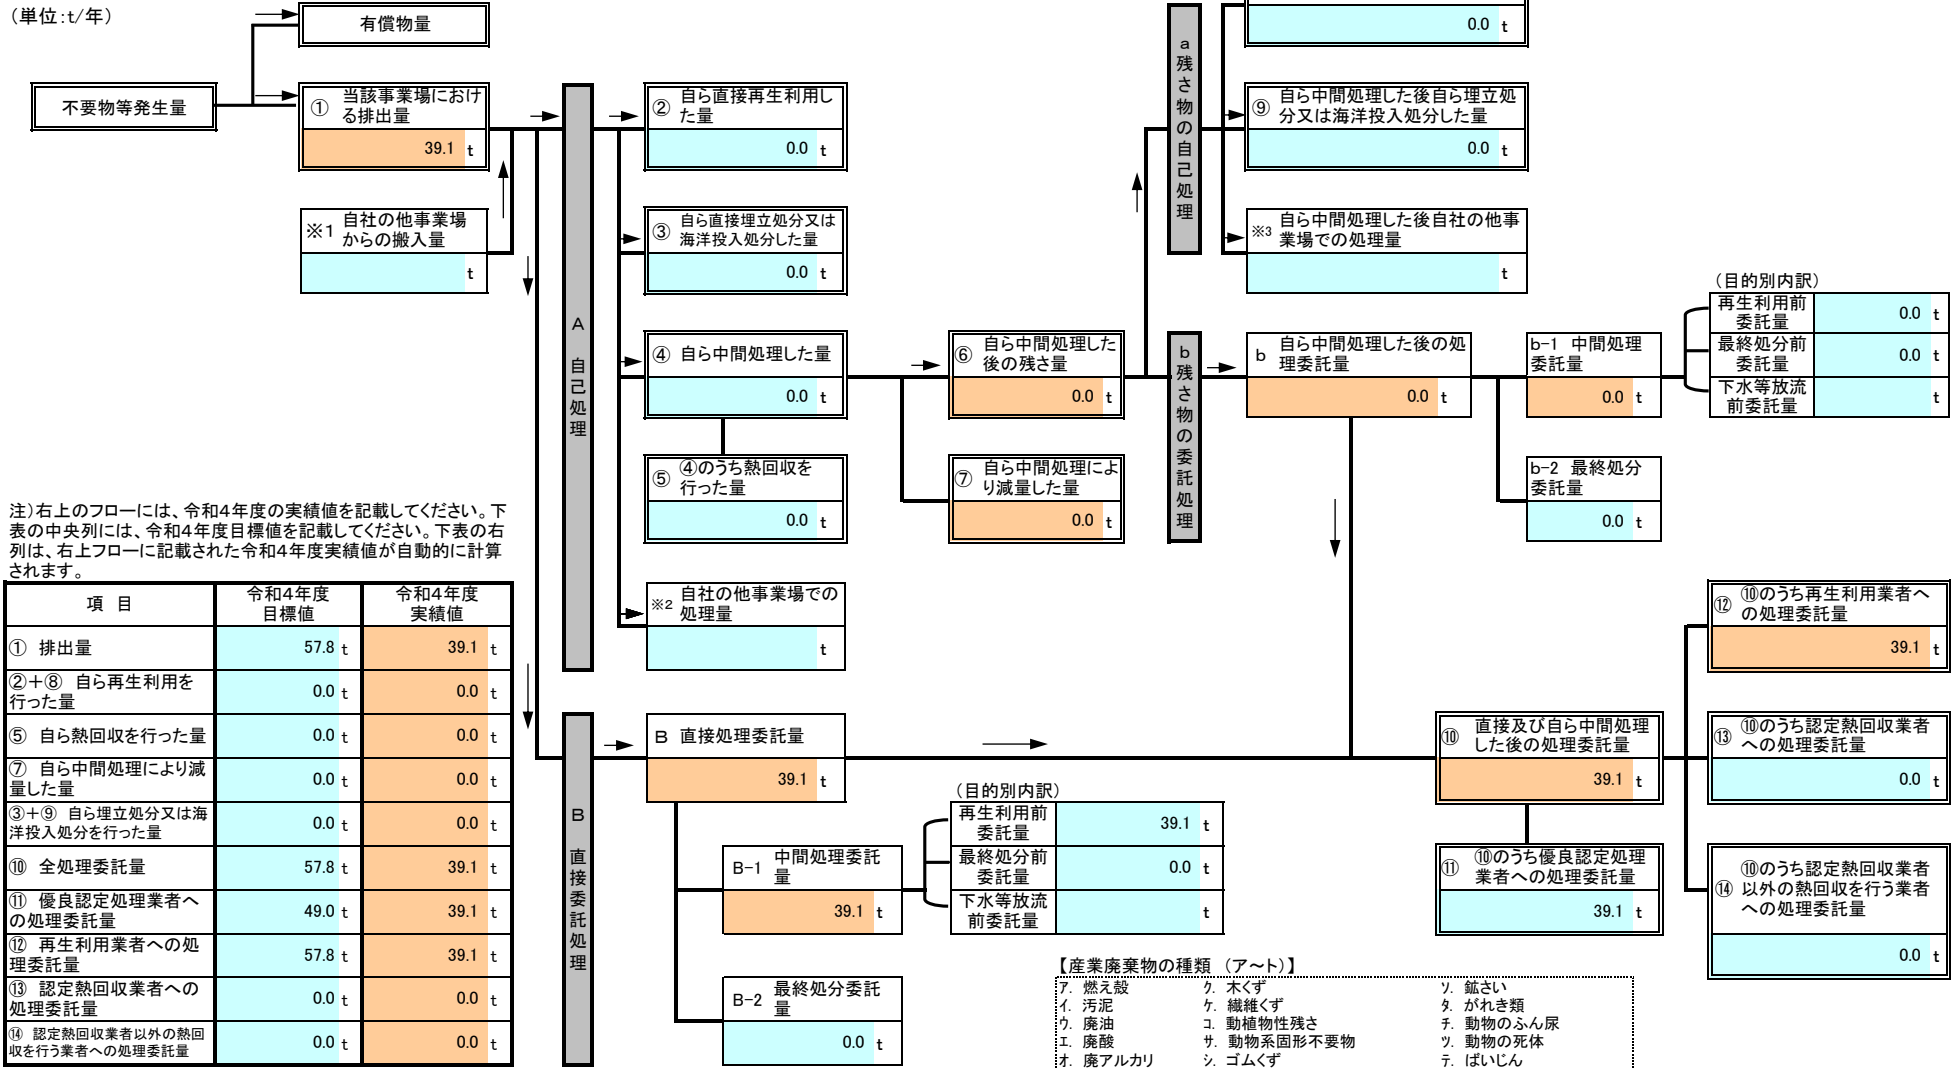 (単位:t/年)
有償物量
不要物等発生量
① 当該事業場におけ
る排出量
39.1 t
※1 自社の他事業場
からの搬入量
t
A 自己処理
② 自ら直接再生利用し
た量
0.0 t
③ 自ら直接埋立処分又は
海洋投入処分した量
0.0 t
④ 自ら中間処理した量
0.0 t
⑤ ④のうち熱回収を
行った量
0.0 t
※2 自社の他事業場での
処理量
t
⑥ 自ら中間処理した
後の残さ量
0.0 t
⑦ 自ら中間処理によ
り減量した量
0.0 t
a 残さ物の自己処理
0.0 t
⑨ 自ら中間処理した後自ら埋立処
分又は海洋投入処分した量
0.0 t
※3 自ら中間処理した後自社の他事
業場での処理量
t
b 残さ物の委託処理
b 自ら中間処理した後の処
理委託量
0.0 t
b-1 中間処理
委託量
0.0 t
b-2 最終処分
委託量
0.0 t
(目的別内訳)
再生利用前
委託量 0.0 t
最終処分前
委託量 0.0 t
下水等放流
前委託量 t
注)右上のフローには、令和4年度の実績値を記載してください。下
表の中央列には、令和4年度目標値を記載してください。下表の右
列は、右上フローに記載された令和4年度実績値が自動的に計算
されます。
項 目 令和4年度 目標値 令和4年度 実績値
① 排出量 57.8 t 39.1 t
②+⑧ 自ら再生利用を
行った量 0.0 t 0.0 t
⑤ 自ら熱回収を行った量 0.0 t 0.0 t
⑦ 自ら中間処理により減
量した量 0.0 t 0.0 t
③+⑨ 自ら埋立処分又は海
洋投入処分を行った量 0.0 t 0.0 t
⑩ 全処理委託量 57.8 t 39.1 t
⑪ 優良認定処理業者へ
の処理委託量 49.0 t 39.1 t
⑫ 再生利用業者への処
理委託量 57.8 t 39.1 t
⑬ 認定熱回収業者への
処理委託量 0.0 t 0.0 t
⑭ 認定熱回収業者以外の熱回
収を行う業者への処理委託量 0.0 t 0.0 t
B 直接委託処理
B 直接処理委託量
39.1 t
B-1 中間処理委託
量
39.1 t
B-2 最終処分委託
量
0.0 t
(目的別内訳)
再生利用前
委託量 39.1 t
最終処分前
委託量 0.0 t
下水等放流
前委託量 t
⑩ 直接及び自ら中間処理
した後の処理委託量
39.1 t
⑪ ⑩のうち優良認定処理
業者への処理委託量
39.1 t
⑫ ⑩のうち再生利用業者へ
の処理委託量
39.1 t
⑬ ⑩のうち認定熱回収業者
への処理委託量
0.0 t
⑭ ⑩のうち認定熱回収業者
以外の熱回収を行う業者
への処理委託量
0.0 t
【産業廃棄物の種類 (ア~ト)】
ア. 燃え殻 ク. 木くず ソ. 鉱さい
イ. 汚泥 ケ. 繊維くず タ. がれき類
ウ. 廃油 コ. 動植物性残さ チ. 動物のふん尿
エ. 廃酸 サ. 動物系固形不要物 ツ. 動物の死体
オ. 廃アルカリ シ. ゴムくず テ. ばいじん